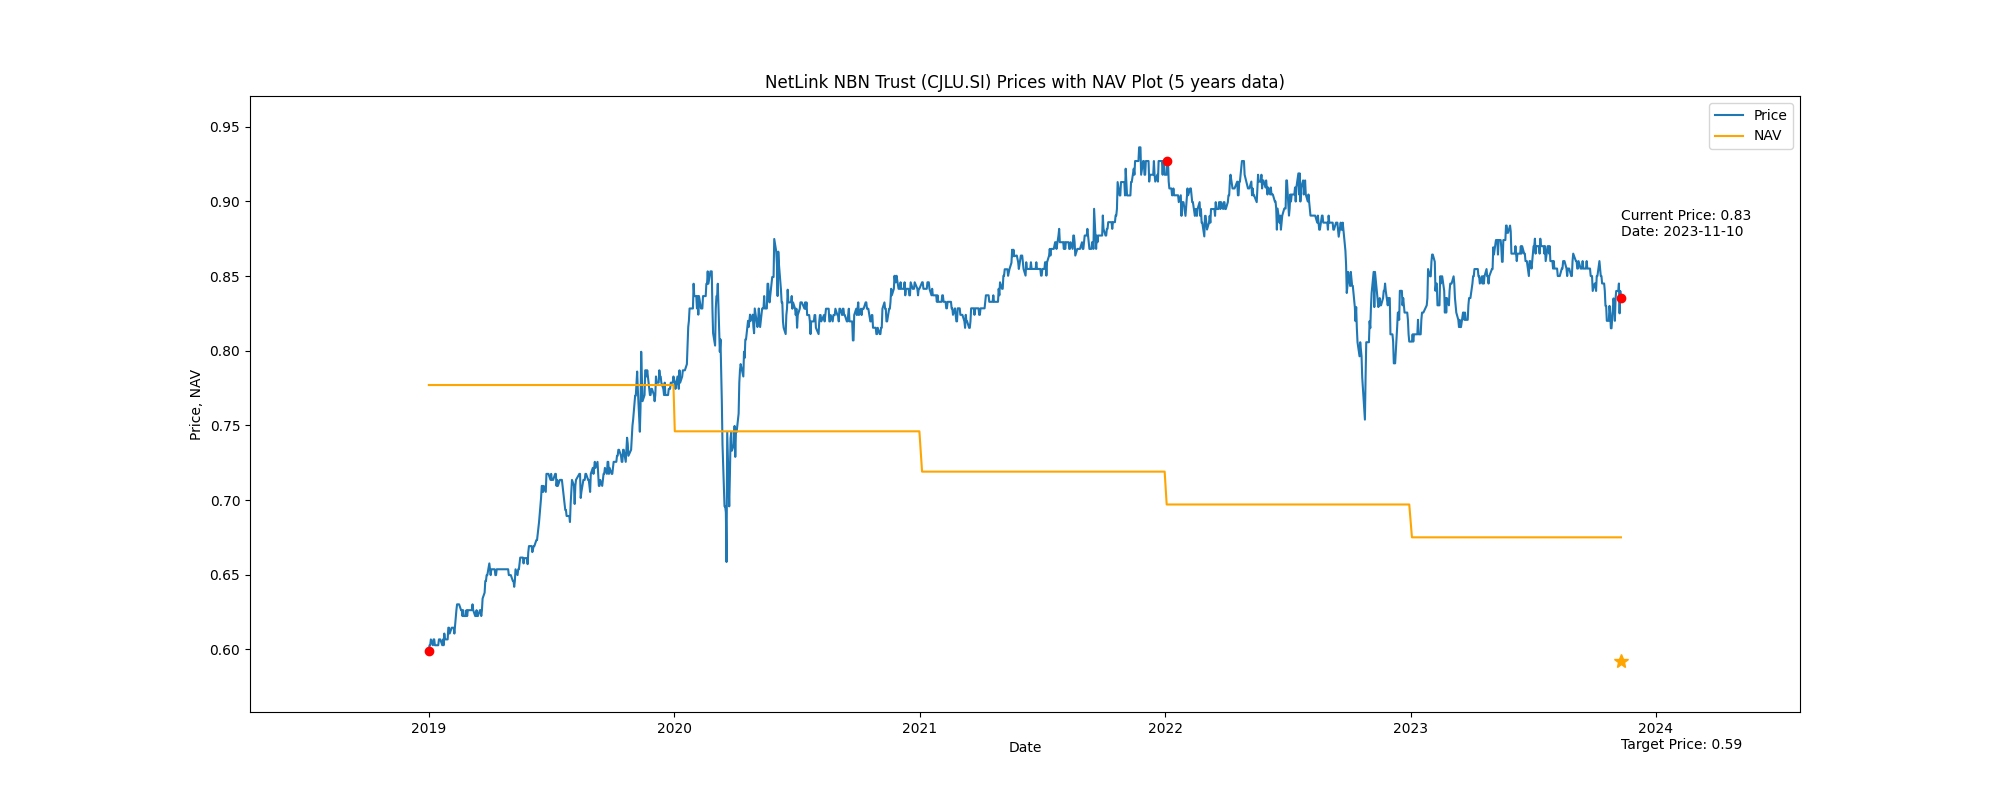 NetLink NBN Trust (CJLU.SI) Prices with NAV Plot (5 years data)
Price
NAV
0.95
0.90
0.85
0.80
0.75
0.70
0.65
0.60
Price, NAV
Current Price: 0.83
Date: 2023-11-10
2019
2020
2021
2022
2023
2024
Date
Target Price: 0.59